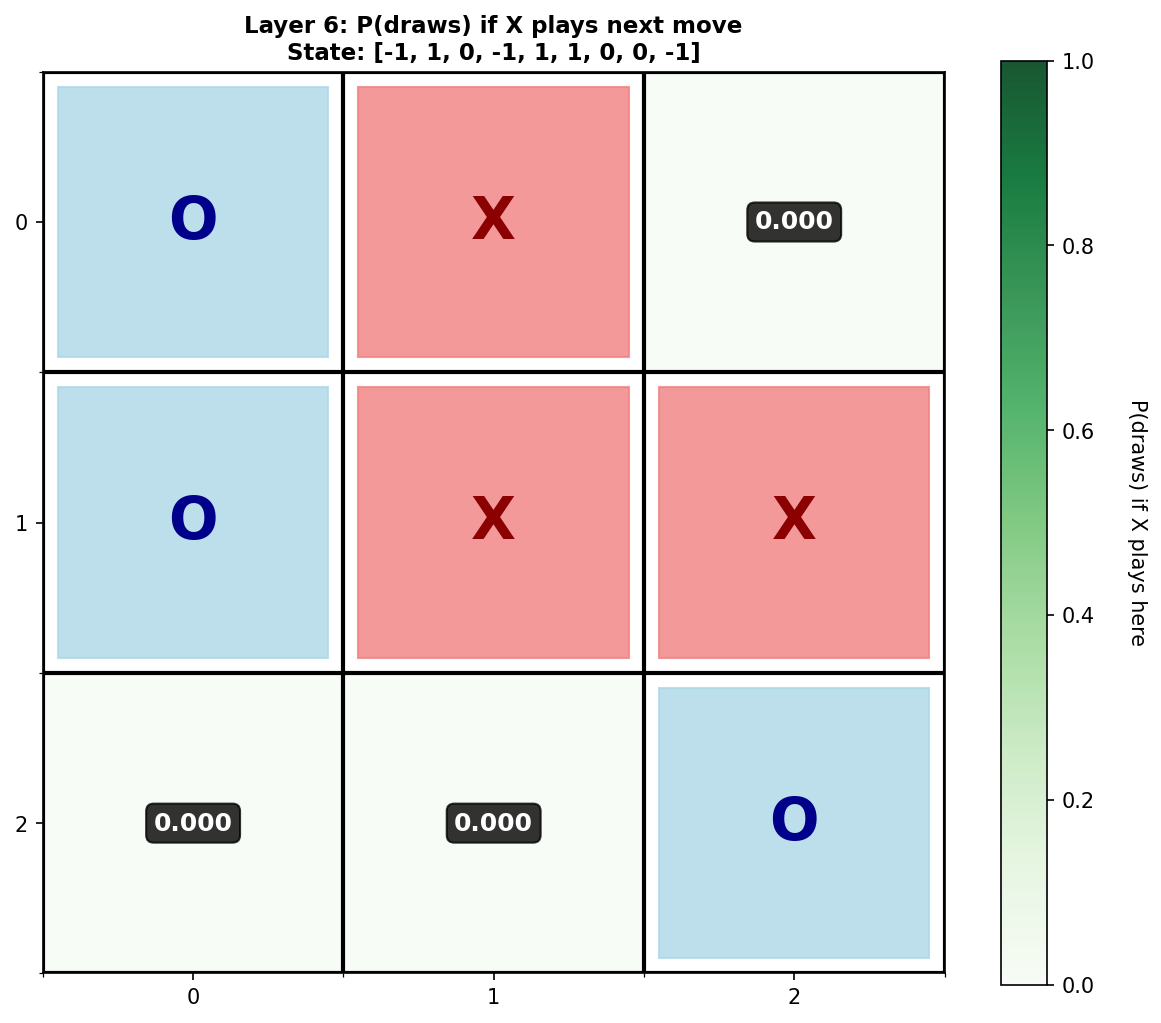 Layer 6: P(draws) if X plays next move
State: [-1, 1, 0, -1, 1, 1, 0, 0, -1]
O
X
0.000
O
X
X
0.000
0.000
O
0
1
2
0
1
2
1.0
0.8
0.6
0.4
0.2
0.0
P(draws) if X plays here